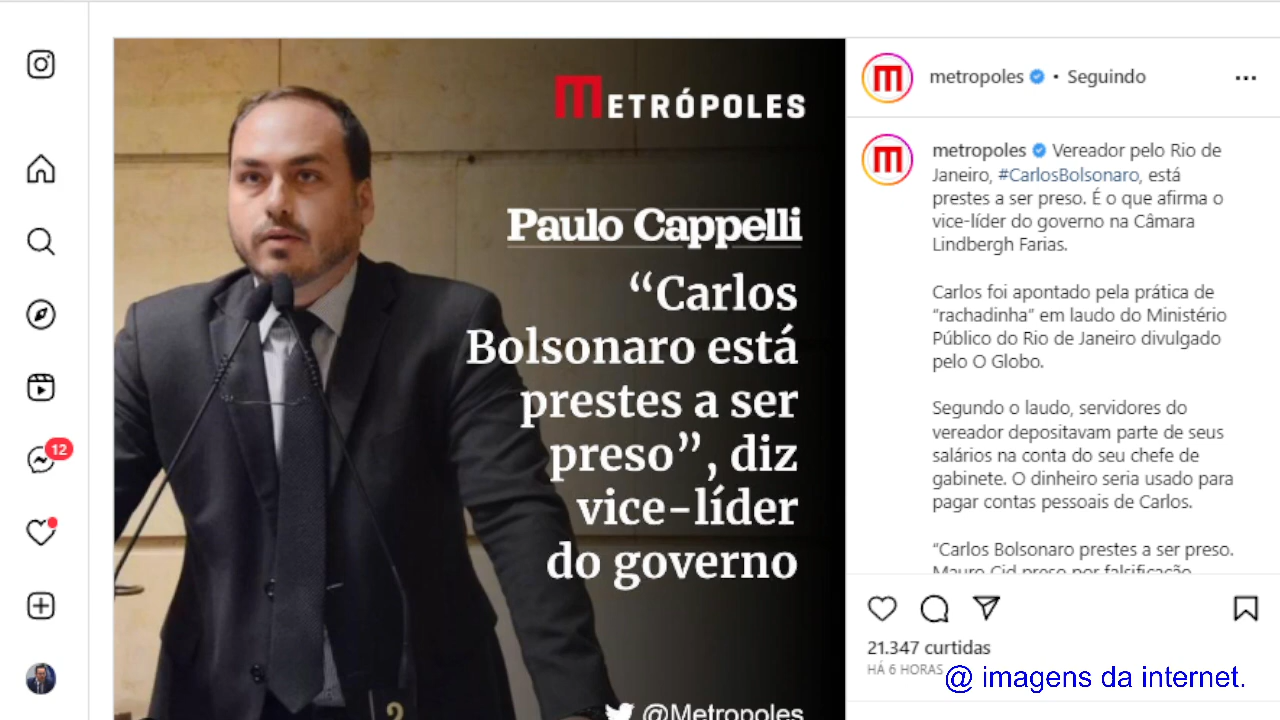 METRÓPOLES
Paulo Cappelli
“Carlos
Bolsonaro está
prestes a ser
preso”, diz
vice-líder
do governo
@Metropoles
metropoles • Seguindo
metropoles Vereador pelo Rio de
Janeiro, #CarlosBolsonaro, está
prestes a ser preso. É o que afirma o
vice-líder do governo na Câmara
Lindbergh Farias.
Carlos foi apontado pela prática de
“rachadinha” em laudo do Ministério
Público do Rio de Janeiro divulgado
pelo O Globo.
Segundo o laudo, servidores do
vereador depositavam parte de seus
salários na conta do seu chefe de
gabinete. O dinheiro seria usado para
pagar contas pessoais de Carlos.
“Carlos Bolsonaro prestes a ser preso.
Mauro Cid preso por falsificação
21.347 curtidas
HÁ 6 HORAS
@ imagens da internet.
12